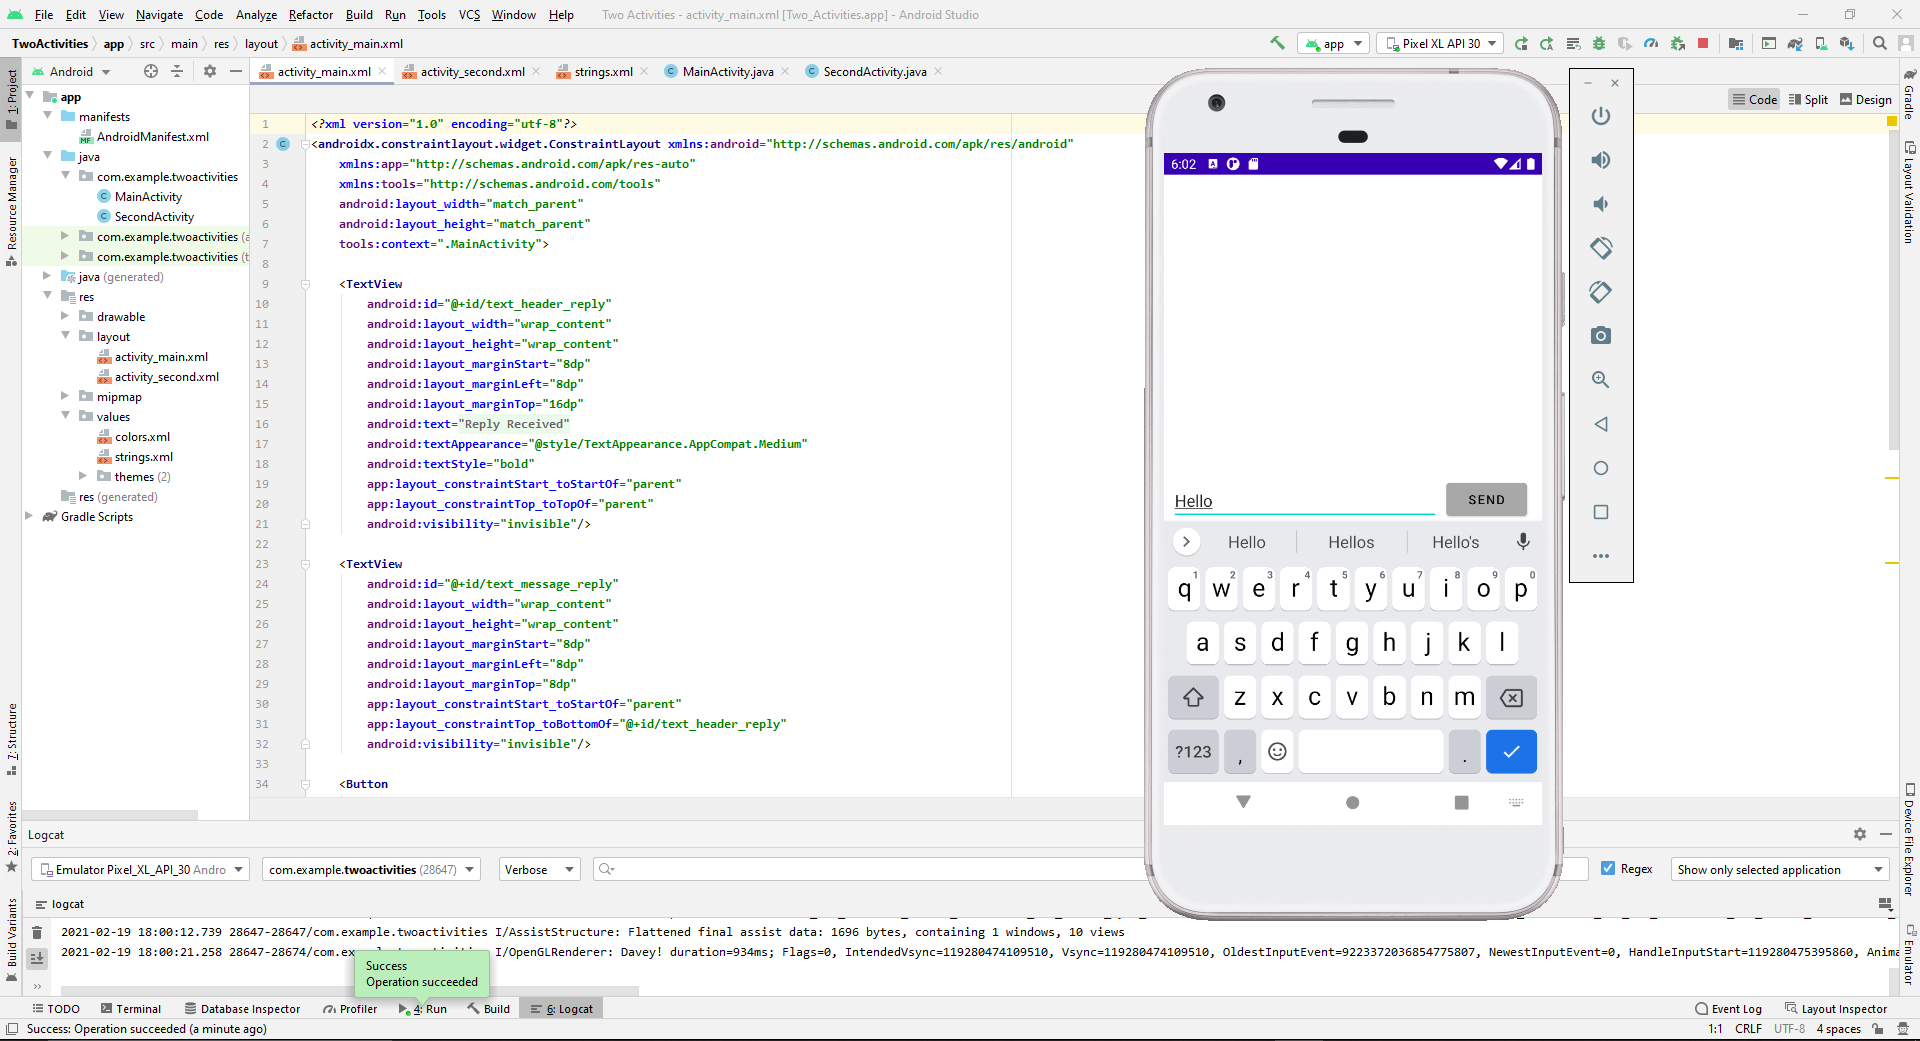 File Edit View Navigate Code Analyze Refactor Build Run Tools VCS Window Help Two Activities - activity_main.xml [Two_Activities.app] - Android Studio
TwoActivities app src main res layout activity_main.xml app Pixel XL API 30
Android activity_main.xml activity_second.xml strings.xml MainActivity.java SecondActivity.java
Code Split Design
1: Project
Resource Manager
7: Structure
2: Favorites
Build Variants
app
manifests
AndroidManifest.xml
java
com.example.twoactivities
MainActivity
SecondActivity
com.example.twoactivities (a
com.example.twoactivities (t
java (generated)
res
drawable
layout
activity_main.xml
activity_second.xml
mipmap
values
colors.xml
strings.xml
themes (2)
res (generated)
Gradle Scripts
1 <?xml version="1.0" encoding="utf-8"?>
2 <androidx.constraintlayout.widget.ConstraintLayout xmlns:android="http://schemas.android.com/apk/res/android"
3 xmlns:app="http://schemas.android.com/apk/res-auto"
4 xmlns:tools="http://schemas.android.com/tools"
5 android:layout_width="match_parent"
6 android:layout_height="match_parent"
7 tools:context=".MainActivity">
8
9 <TextView
10 android:id="@+id/text_header_reply"
11 android:layout_width="wrap_content"
12 android:layout_height="wrap_content"
13 android:layout_marginStart="8dp"
14 android:layout_marginLeft="8dp"
15 android:layout_marginTop="16dp"
16 android:text="Reply Received"
17 android:textAppearance="@style/TextAppearance.AppCompat.Medium"
18 android:textStyle="bold"
19 app:layout_constraintStart_toStartOf="parent"
20 app:layout_constraintTop_toTopOf="parent"
21 android:visibility="invisible"/>
22
23 <TextView
24 android:id="@+id/text_message_reply"
25 android:layout_width="wrap_content"
26 android:layout_height="wrap_content"
27 android:layout_marginStart="8dp"
28 android:layout_marginLeft="8dp"
29 android:layout_marginTop="8dp"
30 app:layout_constraintStart_toStartOf="parent"
31 app:layout_constraintTop_toBottomOf="@+id/text_header_reply"
32 android:visibility="invisible"/>
33
34 <Button
6:02
Hello SEND
Hello Hellos Hello's
q1 w2 e3 r4 t5 y6 u7 i8 o9 p0
a s d f g h j k l
z x c v b n m
?123 , .
Gradle
Layout Validation
Device File Explorer
Emulator
Logcat
Emulator Pixel_XL_API_30 Andro com.example.twoactivities (28647) Verbose Regex Show only selected application
logcat
2021-02-19 18:00:12.739 28647-28647/com.example.twoactivities I/AssistStructure: Flattened final assist data: 1696 bytes, containing 1 windows, 10 views
2021-02-19 18:00:21.258 28647-28674/com.ex I/OpenGLRenderer: Davey! duration=934ms; Flags=0, IntendedVsync=119280474109510, Vsync=119280474109510, OldestInputEvent=9223372036854775807, NewestInputEvent=0, HandleInputStart=119280475395860, Anima
Success
Operation succeeded
TODO Terminal Database Inspector Profiler 4: Run Build 6: Logcat Event Log Layout Inspector
Success: Operation succeeded (a minute ago) 1:1 CRLF UTF-8 4 spaces